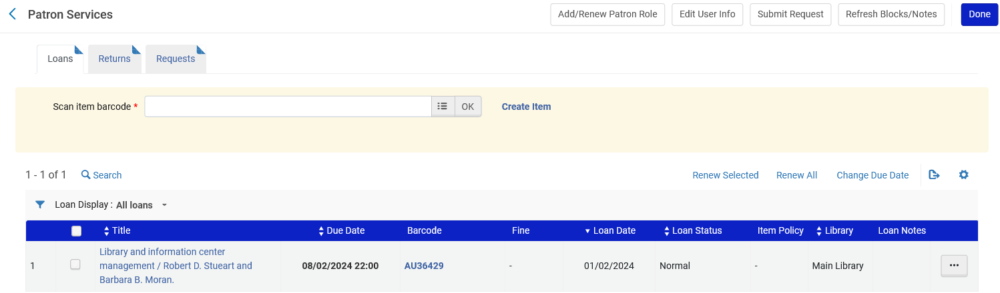 Patron Services
Add/Renew Patron Role Edit User Info Submit Request Refresh Blocks/Notes Done
Loans Returns Requests
Scan item barcode * OK Create Item
1 - 1 of 1 Search Renew Selected Renew All Change Due Date
Loan Display : All loans
Title Due Date Barcode Fine Loan Date Loan Status Item Policy Library Loan Notes
1 Library and information center management / Robert D. Stueart and Barbara B. Moran. 08/02/2024 22:00 AU36429 - 01/02/2024 Normal - Main Library ...